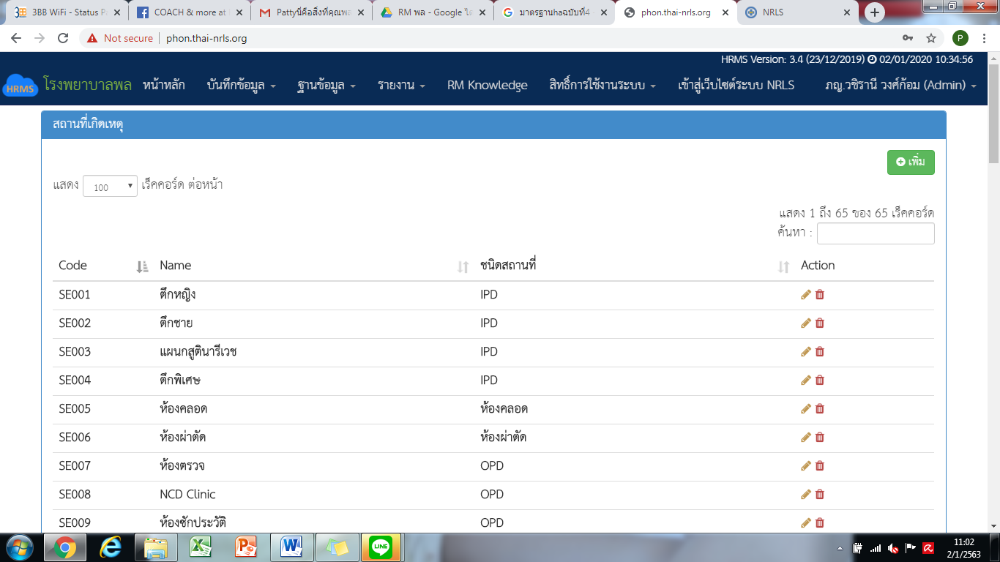 3BB WiFi - Status P
COACH & more at
Pattyนี่คือสิ่งที่คุณพล
RM พล - Google ไดร
มาตรฐานhaฉบับที่4
phon.thai-nrls.org
NRLS
Not secure
phon.thai-nrls.org
P
HRMS Version: 3.4 (23/12/2019) 02/01/2020 10:34:56
HRMS โรงพยาบาลพล หน้าหลัก บันทึกข้อมูล ฐานข้อมูล รายงาน RM Knowledge สิทธิ์การใช้งานระบบ เข้าสู่เว็บไซต์ระบบ NRLS ภญ.วชิรานี วงศ์ก้อม (Admin)
สถานที่เกิดเหตุ
เพิ่ม
แสดง 100 เร็คคอร์ด ต่อหน้า
แสดง 1 ถึง 65 ของ 65 เร็คคอร์ด
ค้นหา :
Code Name ชนิดสถานที่ Action
SE001 ตึกหญิง IPD
SE002 ตึกชาย IPD
SE003 แผนกสูตินารีเวช IPD
SE004 ตึกพิเศษ IPD
SE005 ห้องคลอด ห้องคลอด
SE006 ห้องผ่าตัด ห้องผ่าตัด
SE007 ห้องตรวจ OPD
SE008 NCD Clinic OPD
SE009 ห้องซักประวัติ OPD
LINE
11:02
2/1/2563